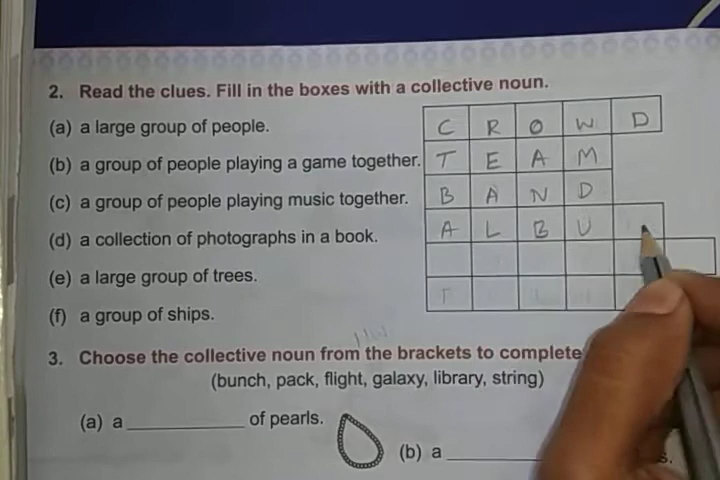 2. Read the clues. Fill in the boxes with a collective noun.
(a) a large group of people.
C R O W D
(b) a group of people playing a game together.
T E A M
(c) a group of people playing music together.
B A N D
(d) a collection of photographs in a book.
A L B U
(e) a large group of trees.
(f) a group of ships.
3. Choose the collective noun from the brackets to complete
(bunch, pack, flight, galaxy, library, string)
(a) a ________ of pearls.
(b) a ________ s.